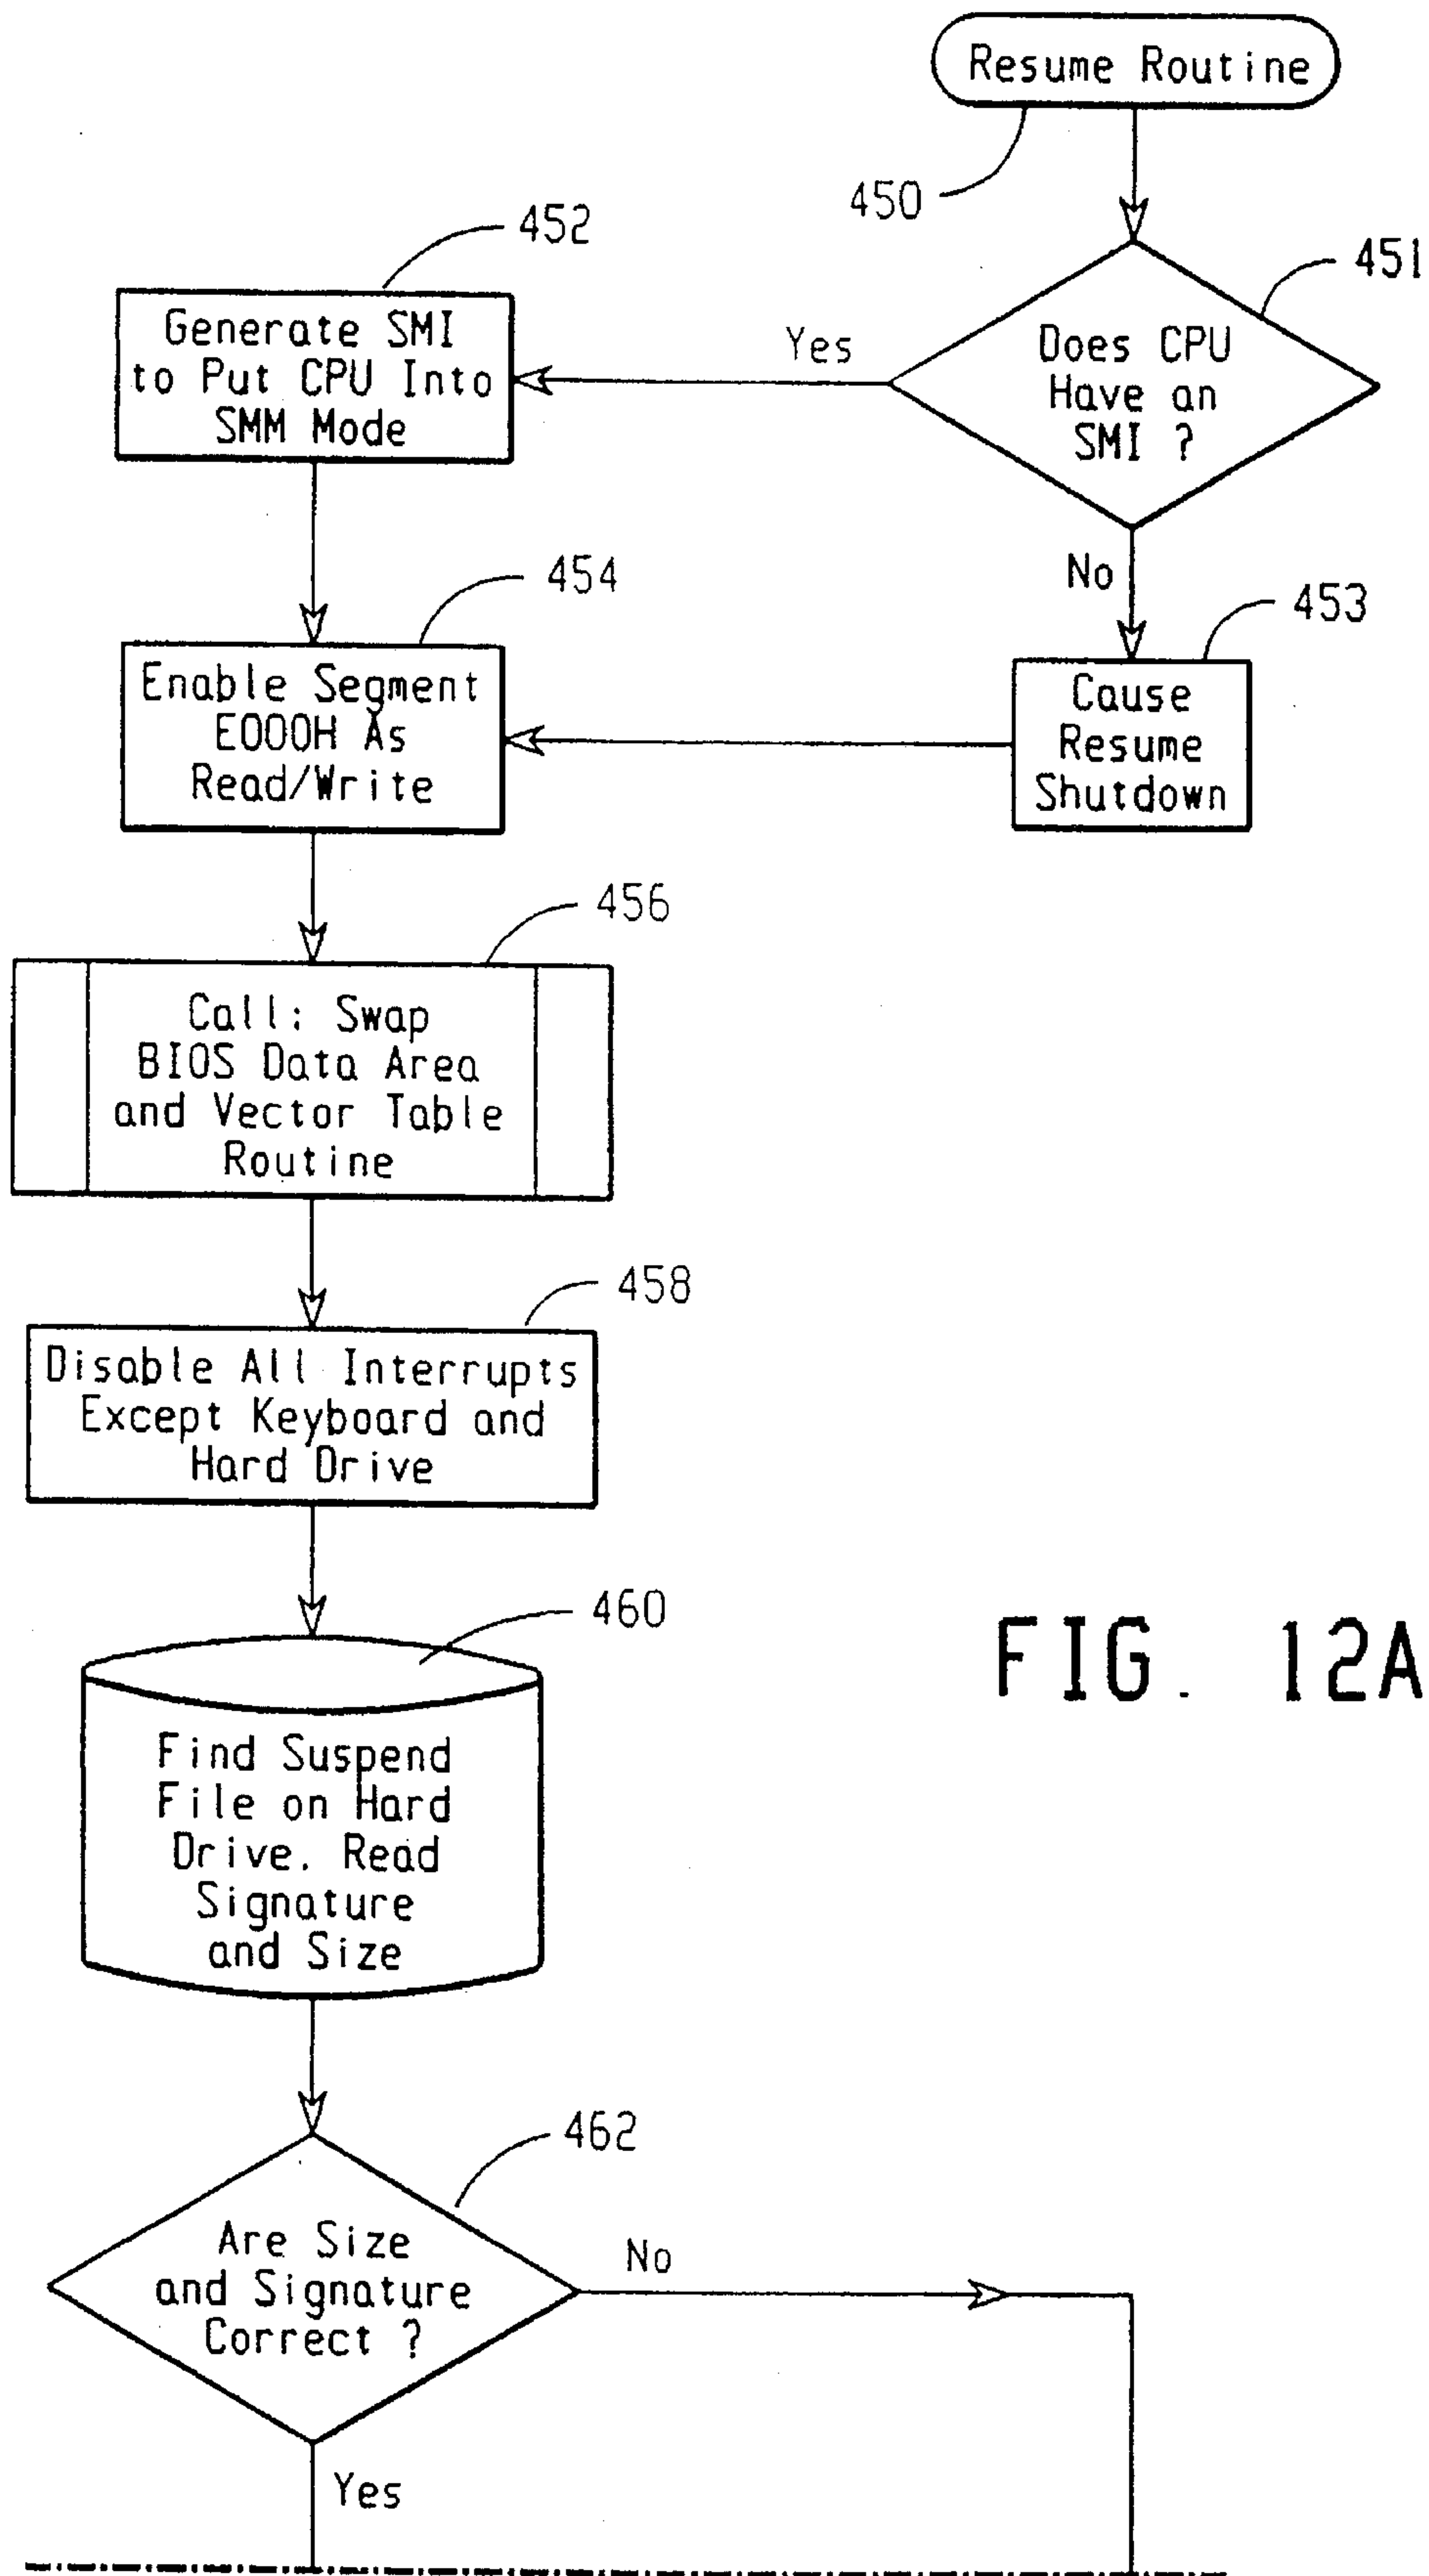 Resume Routine
450
451
Does CPU
Have an
SMI ?
Yes
No
452
Generate SMI
to Put CPU Into
SMM Mode
453
Cause
Resume
Shutdown
454
Enable Segment
E000H As
Read/Write
456
Call: Swap
BIOS Data Area
and Vector Table
Routine
458
Disable All Interrupts
Except Keyboard and
Hard Drive
460
Find Suspend
File on Hard
Drive. Read
Signature
and Size
FIG. 12A
462
Are Size
and Signature
Correct ?
No
Yes